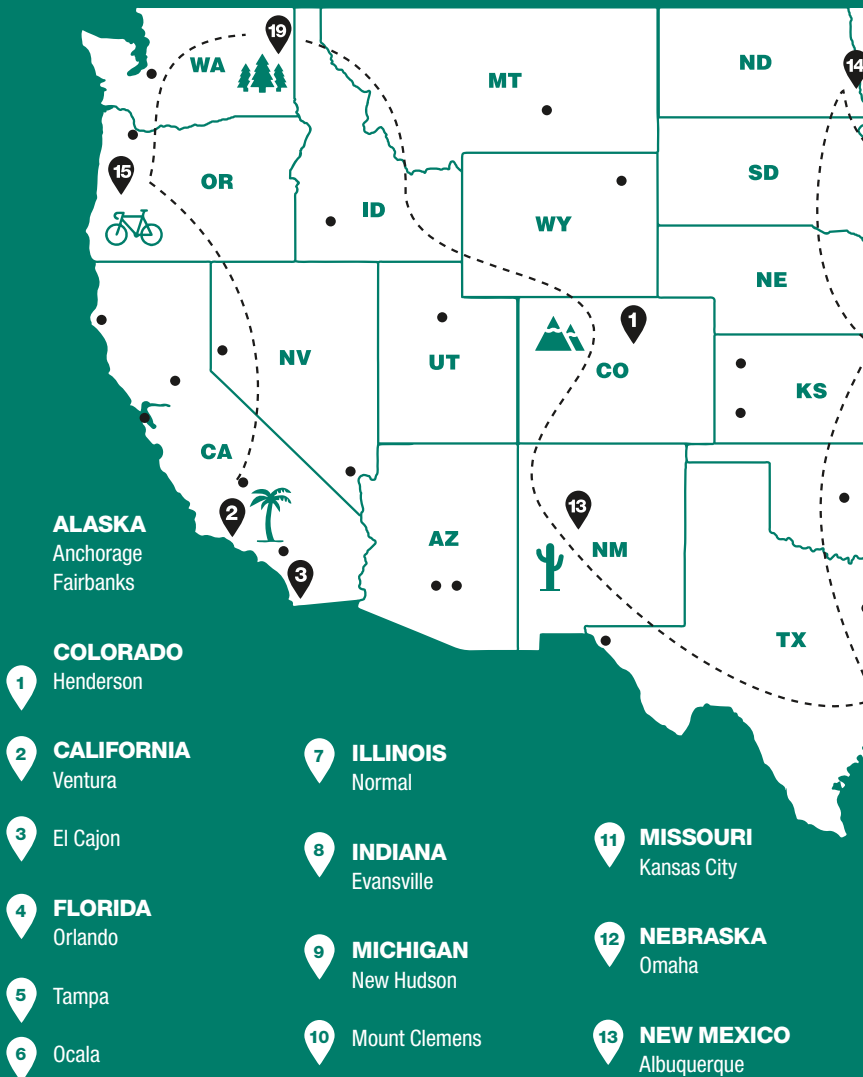 19
WA
MT
ND
14
15
OR
ID
WY
SD
NE
1
NV
UT
CO
KS
CA
2
13
AZ
NM
3
TX
ALASKA
Anchorage
Fairbanks
1
COLORADO
Henderson
2
CALIFORNIA
Ventura
3
El Cajon
4
FLORIDA
Orlando
5
Tampa
6
Ocala
7
ILLINOIS
Normal
8
INDIANA
Evansville
9
MICHIGAN
New Hudson
10
Mount Clemens
11
MISSOURI
Kansas City
12
NEBRASKA
Omaha
13
NEW MEXICO
Albuquerque